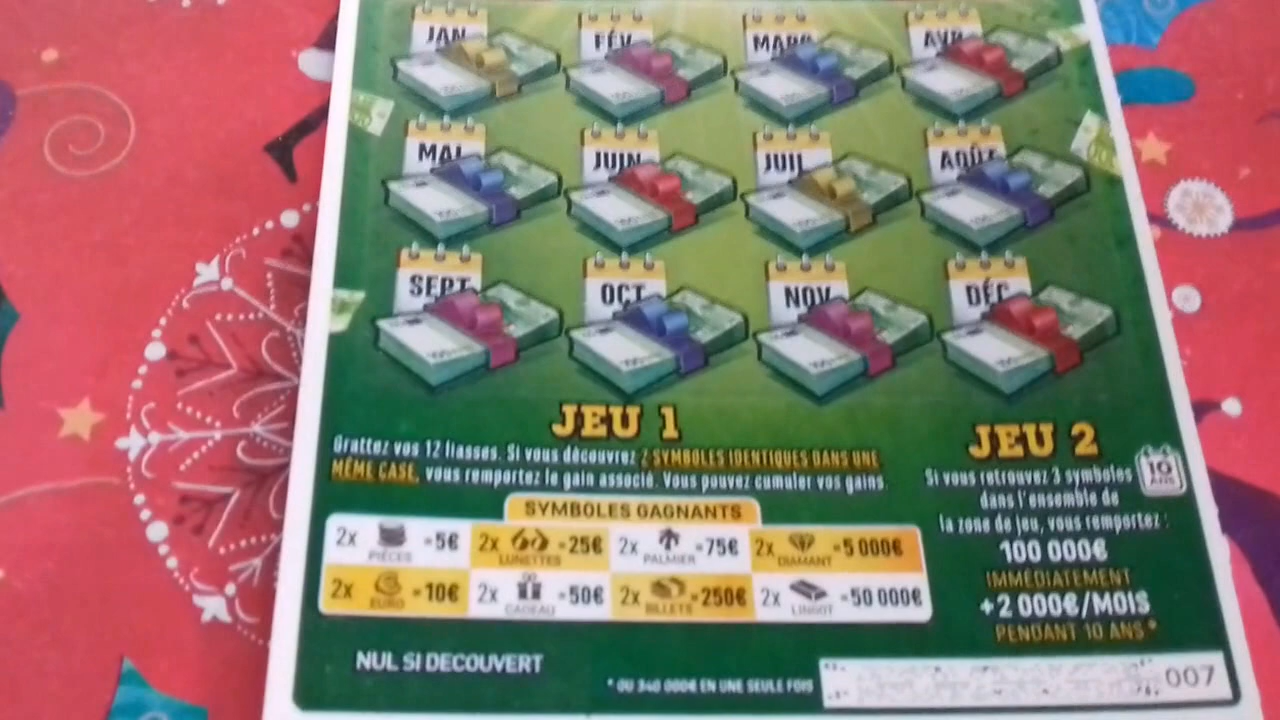 JAN FÉV MARS AVR
MAI JUIN JUIL AOÛT
SEPT OCT NOV DÉC
JEU 1
Grattez vos 12 liasses. Si vous découvrez 2 SYMBOLES IDENTIQUES DANS UNE
MÊME CASE, vous remportez le gain associé. Vous pouvez cumuler vos gains
SYMBOLES GAGNANTS
2x PIÈCES =5€ 2x LUNETTES =25€ 2x PALMIER =75€ 2x DIAMANT =5 000€
2x EURO =10€ 2x CADEAU =50€ 2x BILLETS =250€ 2x LINGOT =50 000€
JEU 2
Si vous retrouvez 3 symboles 10 ANS
dans l'ensemble de
la zone de jeu, vous remportez :
100 000€
IMMÉDIATEMENT
+2 000€/MOIS
PENDANT 10 ANS*
NUL SI DECOUVERT
* OU 340 000€ EN UNE SEULE FOIS
007